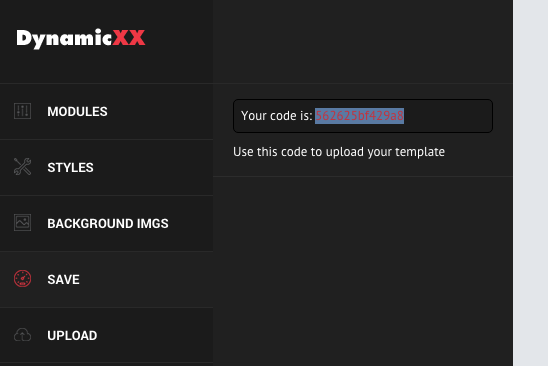 DynamicXX
MODULES
STYLES
BACKGROUND IMGS
SAVE
UPLOAD
Your code is: 562625bf429a8
Use this code to upload your template